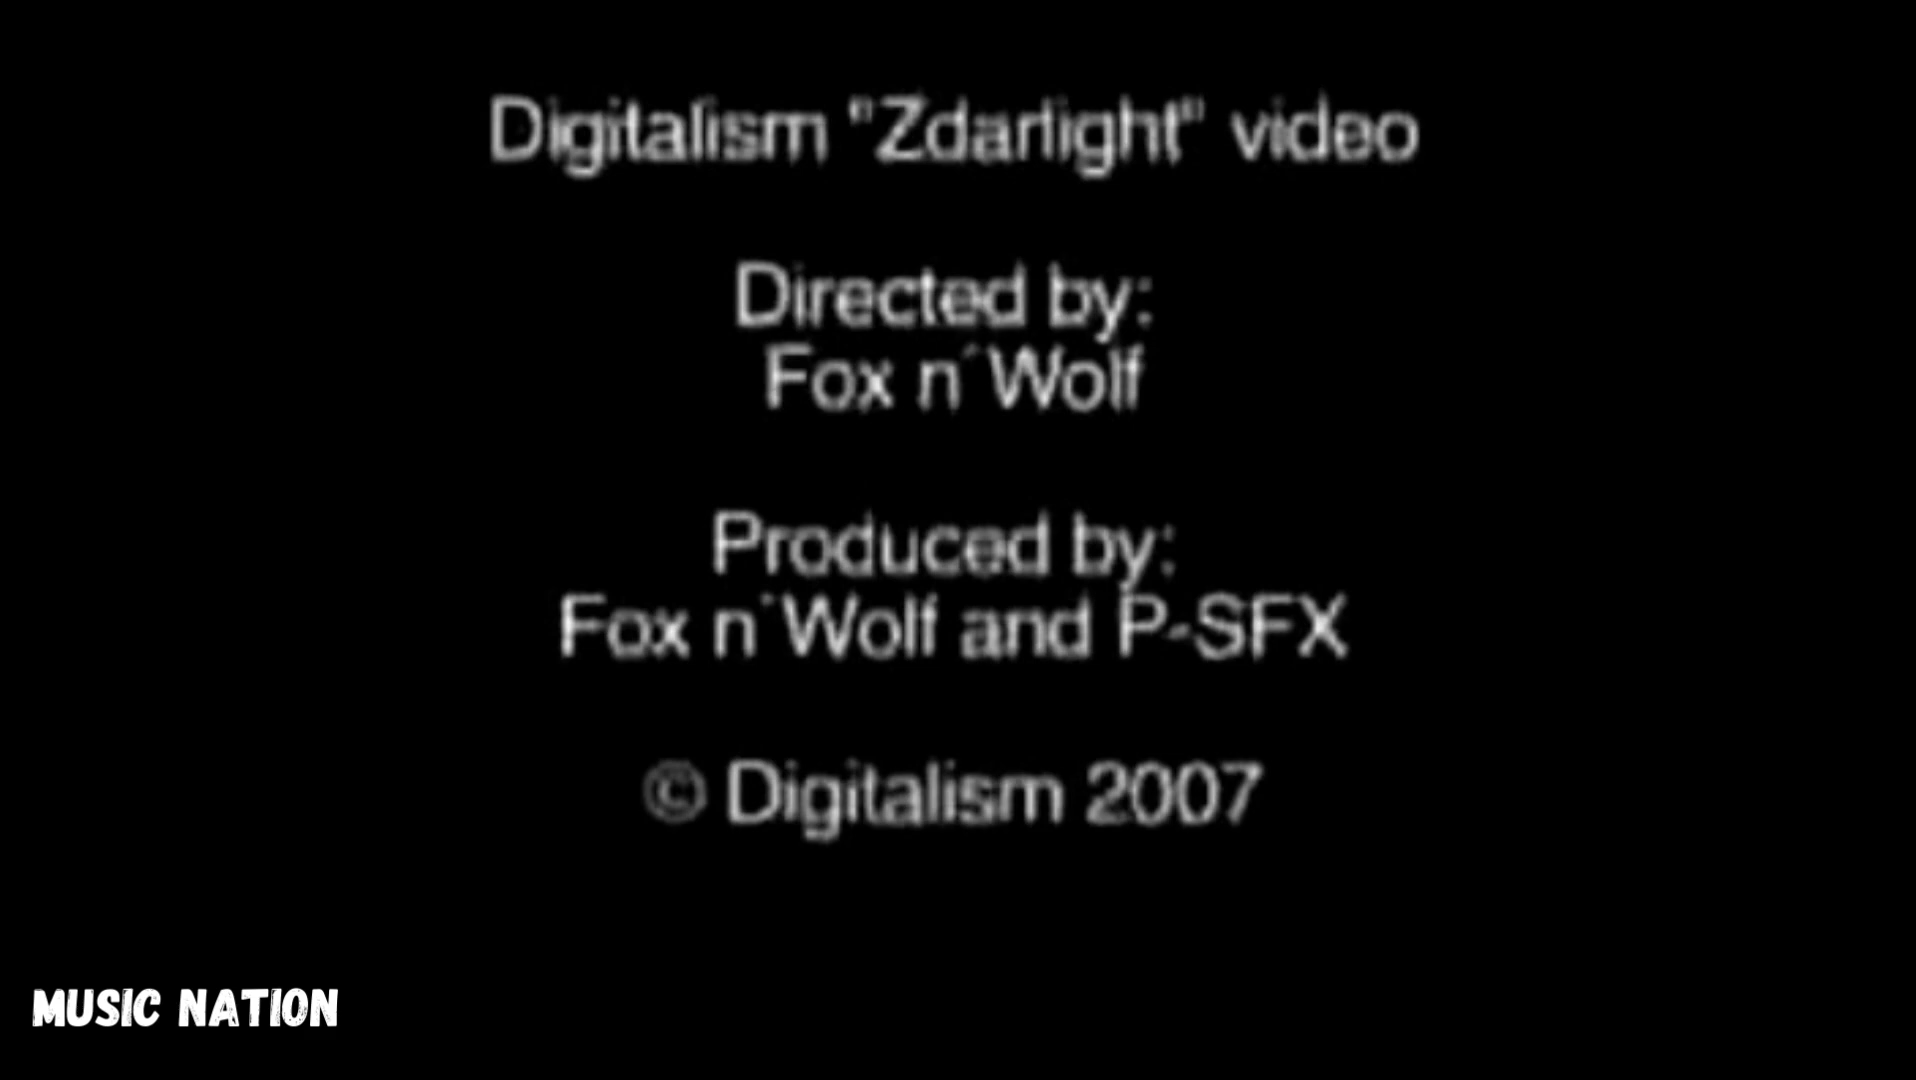 Digitalism "Zdarlight" video
Directed by:
Fox n´Wolf
Produced by:
Fox n´Wolf and P-SFX
© Digitalism 2007
MUSIC NATION